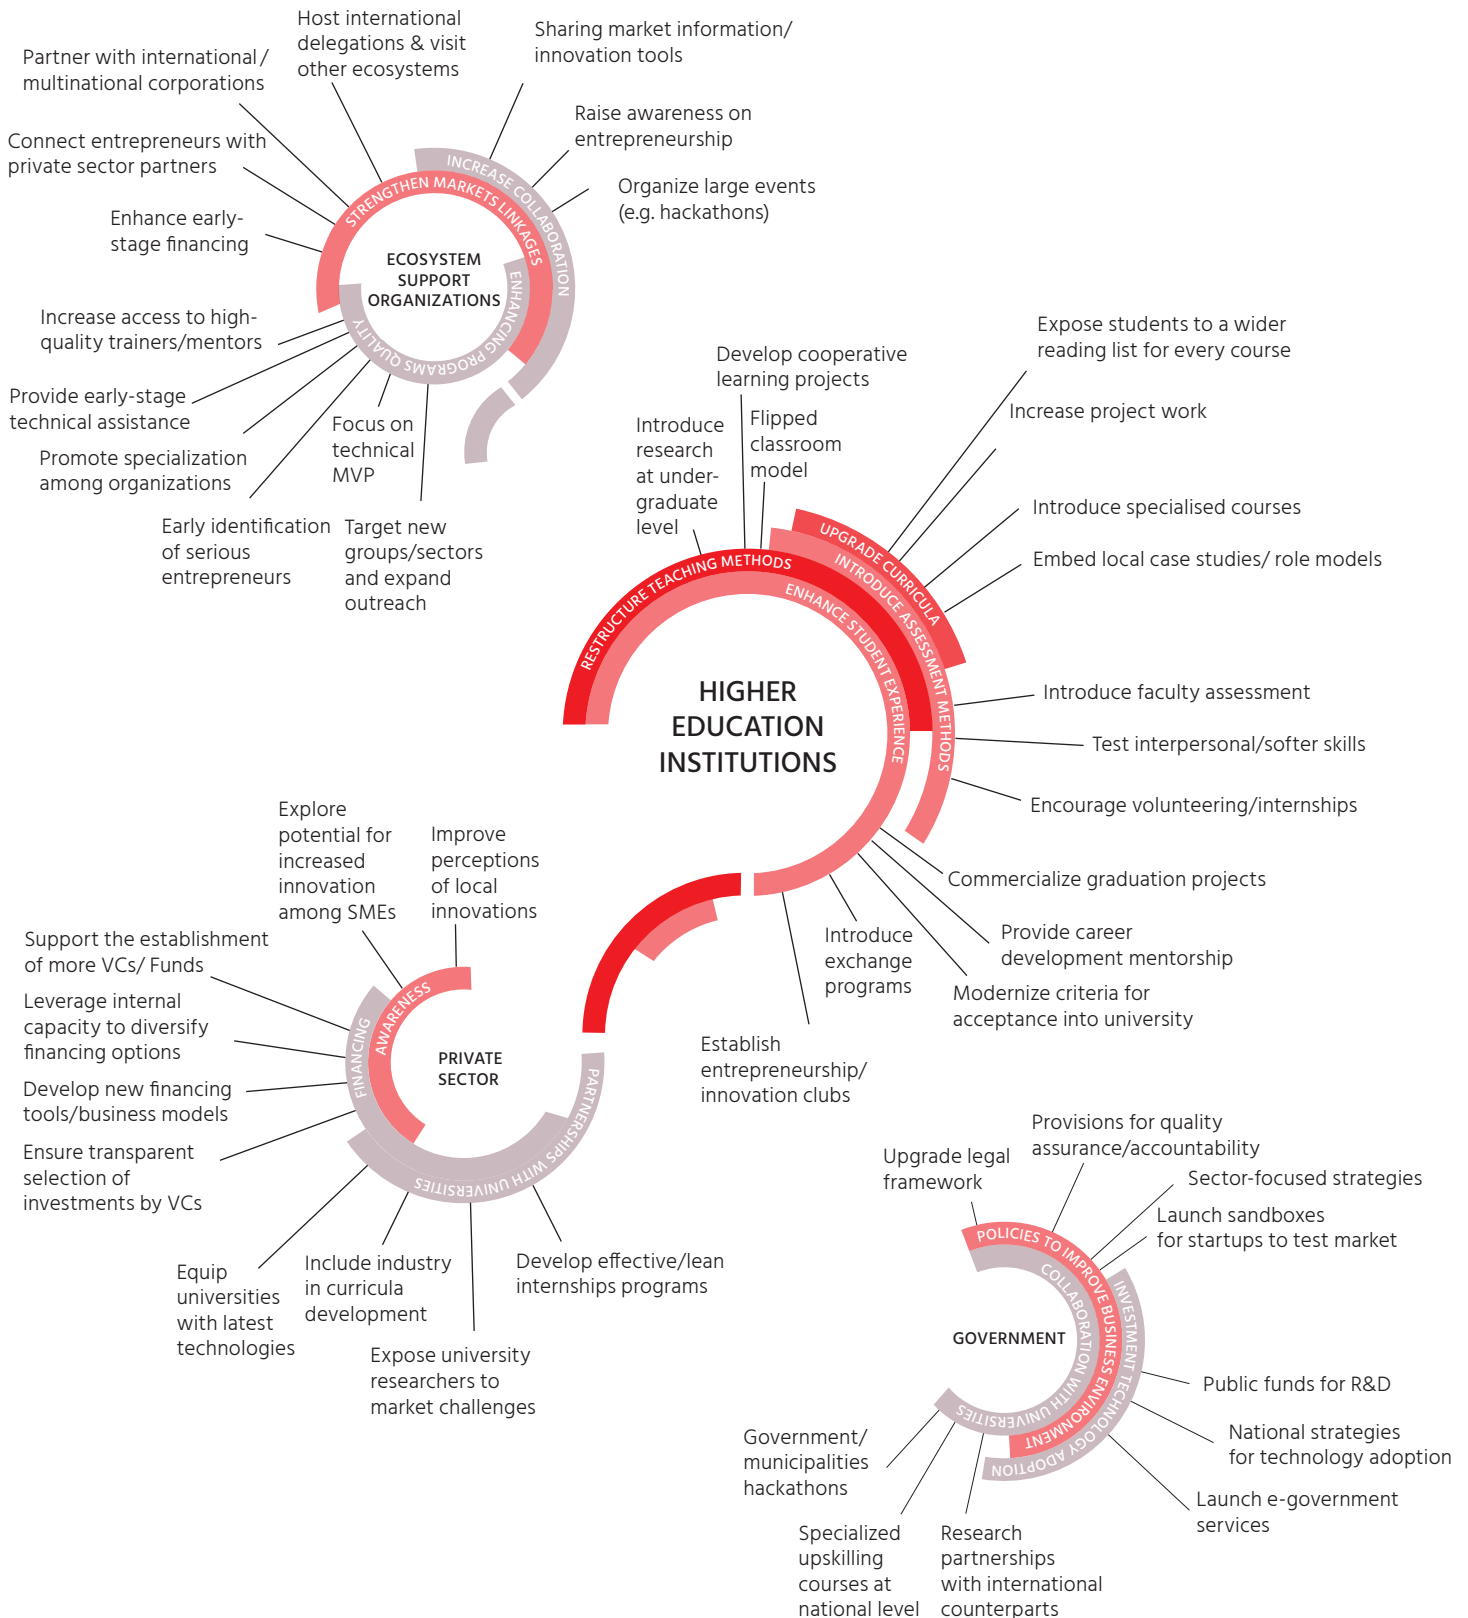 Host international
delegations & visit
other ecosystems
Sharing market information/
innovation tools
Partner with international/
multinational corporations
Raise awareness on
entrepreneurship
Connect entrepreneurs with
private sector partners
Organize large events
(e.g. hackathons)
Enhance early-
stage financing
INCREASE COLLABORATION
STRENGTHEN MARKETS LINKAGES
ENHANCING PROGRAMS QUALITY
ECOSYSTEM
SUPPORT
ORGANIZATIONS
Increase access to high-
quality trainers/mentors
Provide early-stage
technical assistance
Promote specialization
among organizations
Early identification
of serious
entrepreneurs
Focus on
technical
MVP
Target new
groups/sectors
and expand
outreach
Introduce
research
at under-
graduate
level
Develop cooperative
learning projects
Flipped
classroom
model
Expose students to a wider
reading list for every course
Increase project work
Introduce specialised courses
Embed local case studies/ role models
UPGRADE CURRICULA
INTRODUCE ASSESSMENT METHODS
RESTRUCTURE TEACHING METHODS
ENHANCE STUDENT EXPERIENCE
HIGHER
EDUCATION
INSTITUTIONS
Introduce faculty assessment
Test interpersonal/softer skills
Encourage volunteering/internships
Commercialize graduation projects
Provide career
development mentorship
Modernize criteria for
acceptance into university
Introduce
exchange
programs
Establish
entrepreneurship/
innovation clubs
Explore
potential for
increased
innovation
among SMEs
Improve
perceptions
of local
innovations
Support the establishment
of more VCs/ Funds
Leverage internal
capacity to diversify
financing options
Develop new financing
tools/business models
Ensure transparent
selection of
investments by VCs
FINANCING
AWARENESS
PARTNERSHIPS WITH UNIVERSITIES
PRIVATE
SECTOR
Equip
universities
with latest
technologies
Include industry
in curricula
development
Expose university
researchers to
market challenges
Develop effective/lean
internships programs
Upgrade legal
framework
Provisions for quality
assurance/accountability
Sector-focused strategies
Launch sandboxes
for startups to test market
POLICIES TO IMPROVE BUSINESS ENVIRONMENT
COLLABORATION WITH UNIVERSITIES
INVESTMENT TECHNOLOGY ADOPTION
GOVERNMENT
Public funds for R&D
National strategies
for technology adoption
Launch e-government
services
Government/
municipalities
hackathons
Specialized
upskilling
courses at
national level
Research
partnerships
with international
counterparts